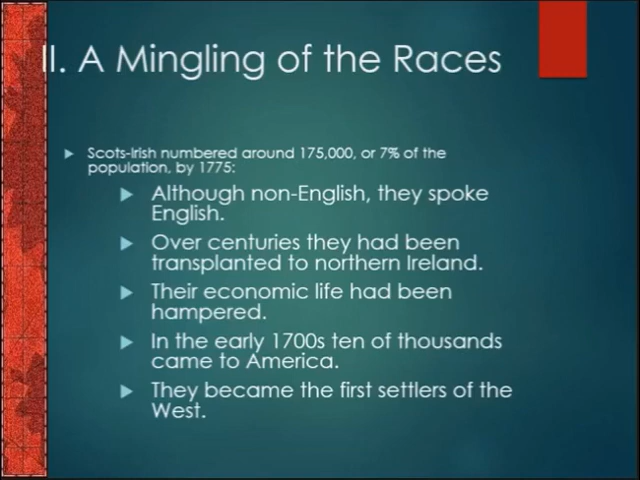 II. A Mingling of the Races
Scots-Irish numbered around 175,000, or 7% of the
population, by 1775:
Although non-English, they spoke
English.
Over centuries they had been
transplanted to northern Ireland.
Their economic life had been
hampered.
In the early 1700s ten of thousands
came to America.
They became the first settlers of the
West.